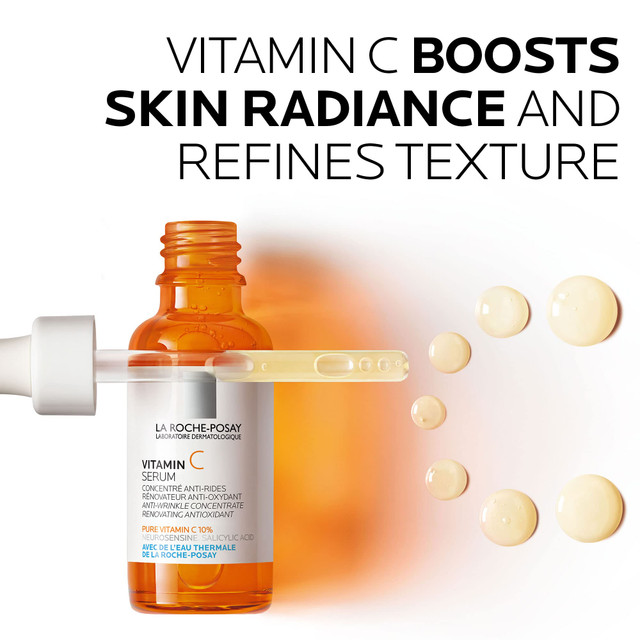 VITAMIN C BOOSTS
SKIN RADIANCE AND
REFINES TEXTURE
LA ROCHE-POSAY
LABORATOIRE DERMATOLOGIQUE
VITAMIN C
SERUM
CONCENTRÉ ANTI-RIDES
RÉNOVATEUR ANTI-OXYDANT
ANTI-WRINKLE CONCENTRATE
RENOVATING ANTIOXIDANT
PURE VITAMIN C 10%
NEUROSENSINE, SALICYLIC ACID
AVEC DE L'EAU THERMALE
DE LA ROCHE-POSAY